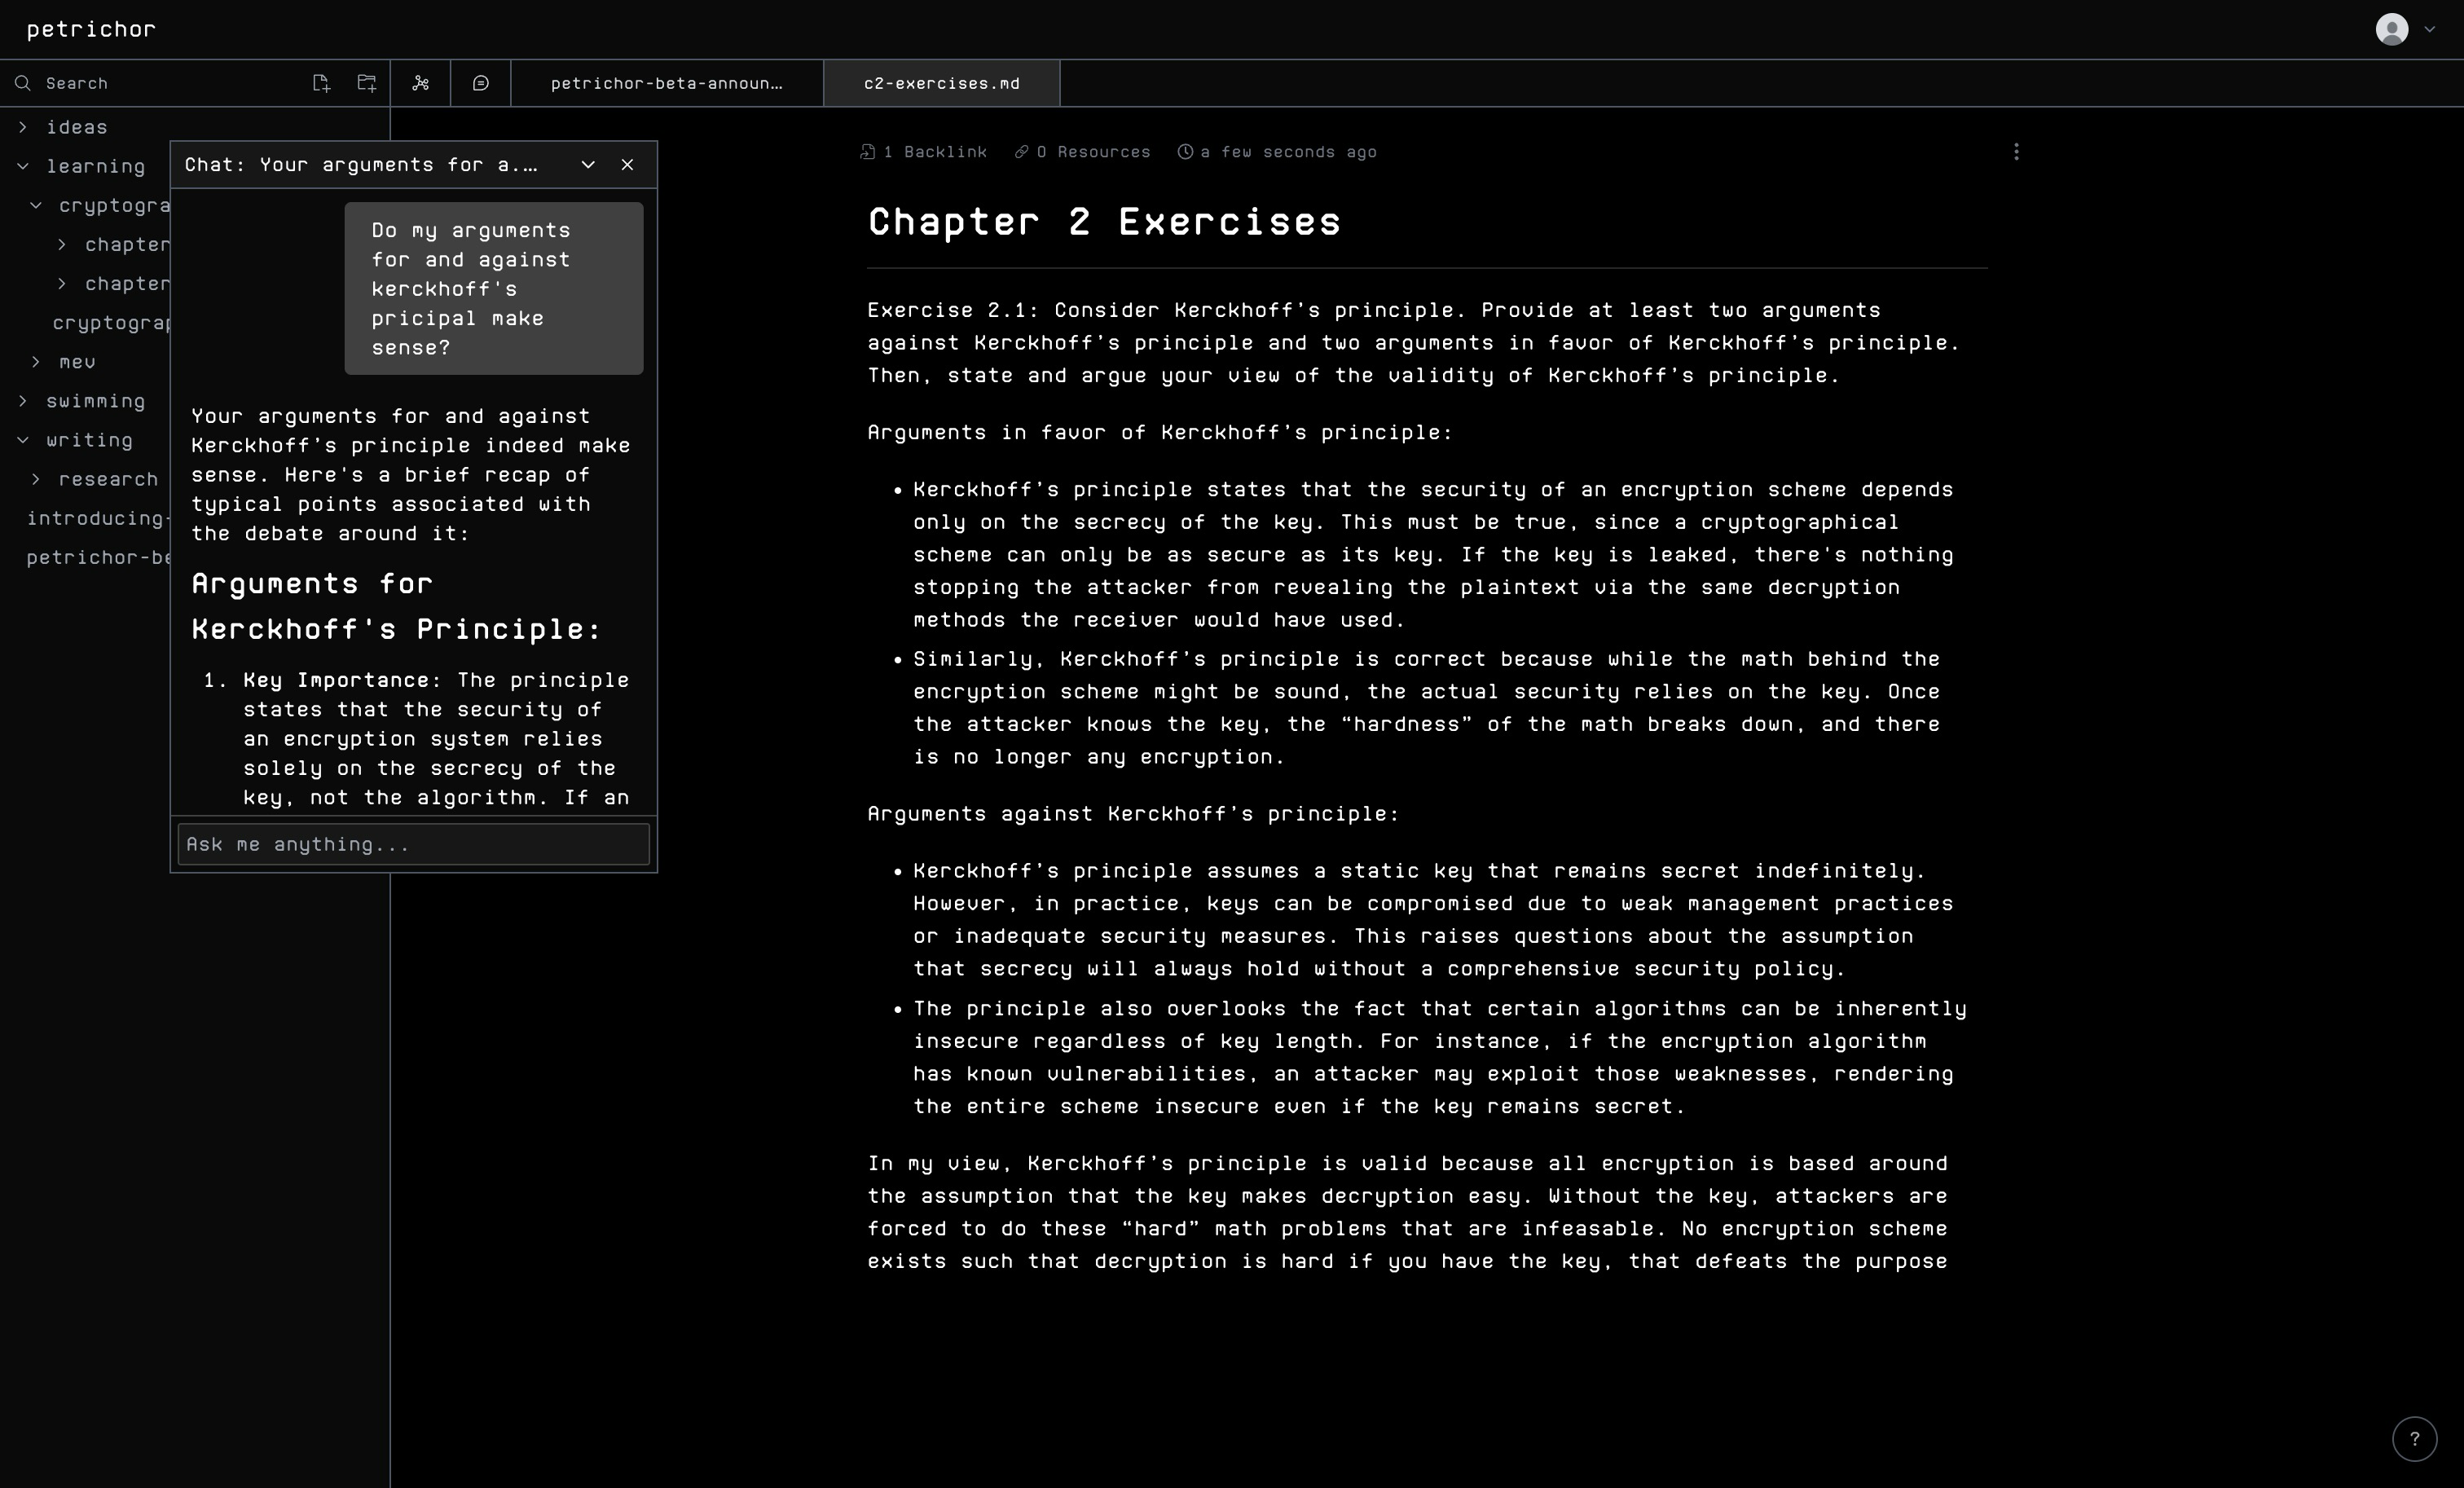 petrichor
Search
petrichor-beta-announ…
c2-exercises.md
ideas
learning
cryptogra
chapter
chapter
cryptograp
mev
swimming
writing
research
introducing-
petrichor-be
Chat: Your arguments for a.…
Do my arguments
for and against
kerckhoff's
pricipal make
sense?
Your arguments for and against
Kerckhoff’s principle indeed make
sense. Here's a brief recap of
typical points associated with
the debate around it:
Arguments for
Kerckhoff's Principle:
1. Key Importance: The principle
states that the security of
an encryption system relies
solely on the secrecy of the
key, not the algorithm. If an
Ask me anything...
1 Backlink 0 Resources a few seconds ago
Chapter 2 Exercises
Exercise 2.1: Consider Kerckhoff’s principle. Provide at least two arguments
against Kerckhoff’s principle and two arguments in favor of Kerckhoff’s principle.
Then, state and argue your view of the validity of Kerckhoff’s principle.
Arguments in favor of Kerckhoff’s principle:
• Kerckhoff’s principle states that the security of an encryption scheme depends
only on the secrecy of the key. This must be true, since a cryptographical
scheme can only be as secure as its key. If the key is leaked, there's nothing
stopping the attacker from revealing the plaintext via the same decryption
methods the receiver would have used.
• Similarly, Kerckhoff’s principle is correct because while the math behind the
encryption scheme might be sound, the actual security relies on the key. Once
the attacker knows the key, the “hardness” of the math breaks down, and there
is no longer any encryption.
Arguments against Kerckhoff’s principle:
• Kerckhoff’s principle assumes a static key that remains secret indefinitely.
However, in practice, keys can be compromised due to weak management practices
or inadequate security measures. This raises questions about the assumption
that secrecy will always hold without a comprehensive security policy.
• The principle also overlooks the fact that certain algorithms can be inherently
insecure regardless of key length. For instance, if the encryption algorithm
has known vulnerabilities, an attacker may exploit those weaknesses, rendering
the entire scheme insecure even if the key remains secret.
In my view, Kerckhoff’s principle is valid because all encryption is based around
the assumption that the key makes decryption easy. Without the key, attackers are
forced to do these “hard” math problems that are infeasable. No encryption scheme
exists such that decryption is hard if you have the key, that defeats the purpose
?